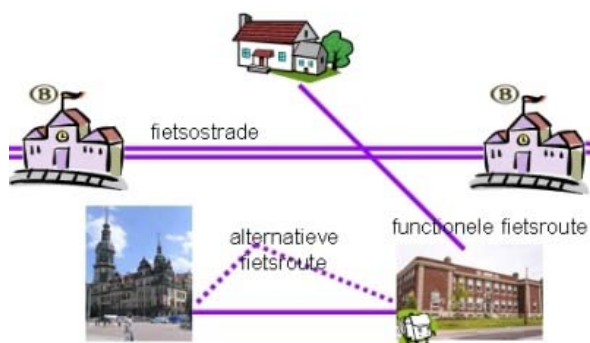 B
B
fietsostrade
functionele fietsroute
alternatieve
fietsroute